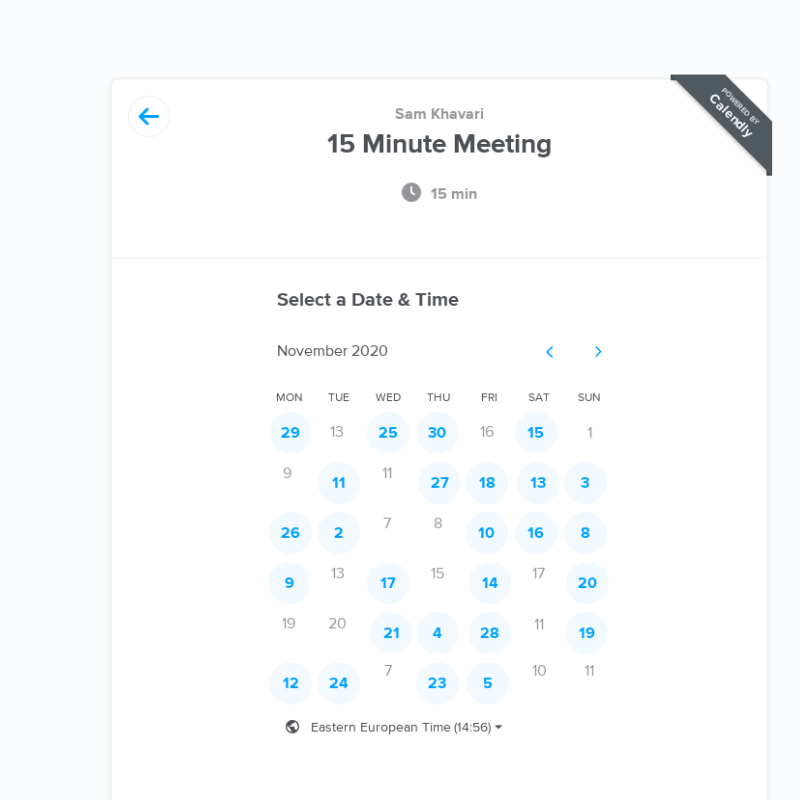 POWERED BY
Calendly
Sam Khavari
15 Minute Meeting
15 min
Select a Date & Time
November 2020
MON TUE WED THU FRI SAT SUN
29 13 25 30 16 15 1
9 11 11 27 18 13 3
26 2 7 8 10 16 8
9 13 17 15 14 17 20
19 20 21 4 28 11 19
12 24 7 23 5 10 11
Eastern European Time (14:56)